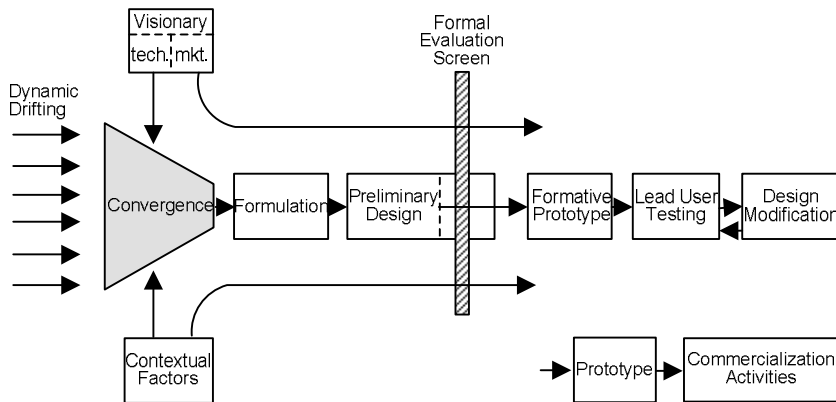 Visionary
tech. mkt.
Formal
Evaluation
Screen
Dynamic
Drifting
Convergence
Formulation
Preliminary
Design
Formative
Prototype
Lead User
Testing
Design
Modification
Contextual
Factors
Prototype
Commercialization
Activities